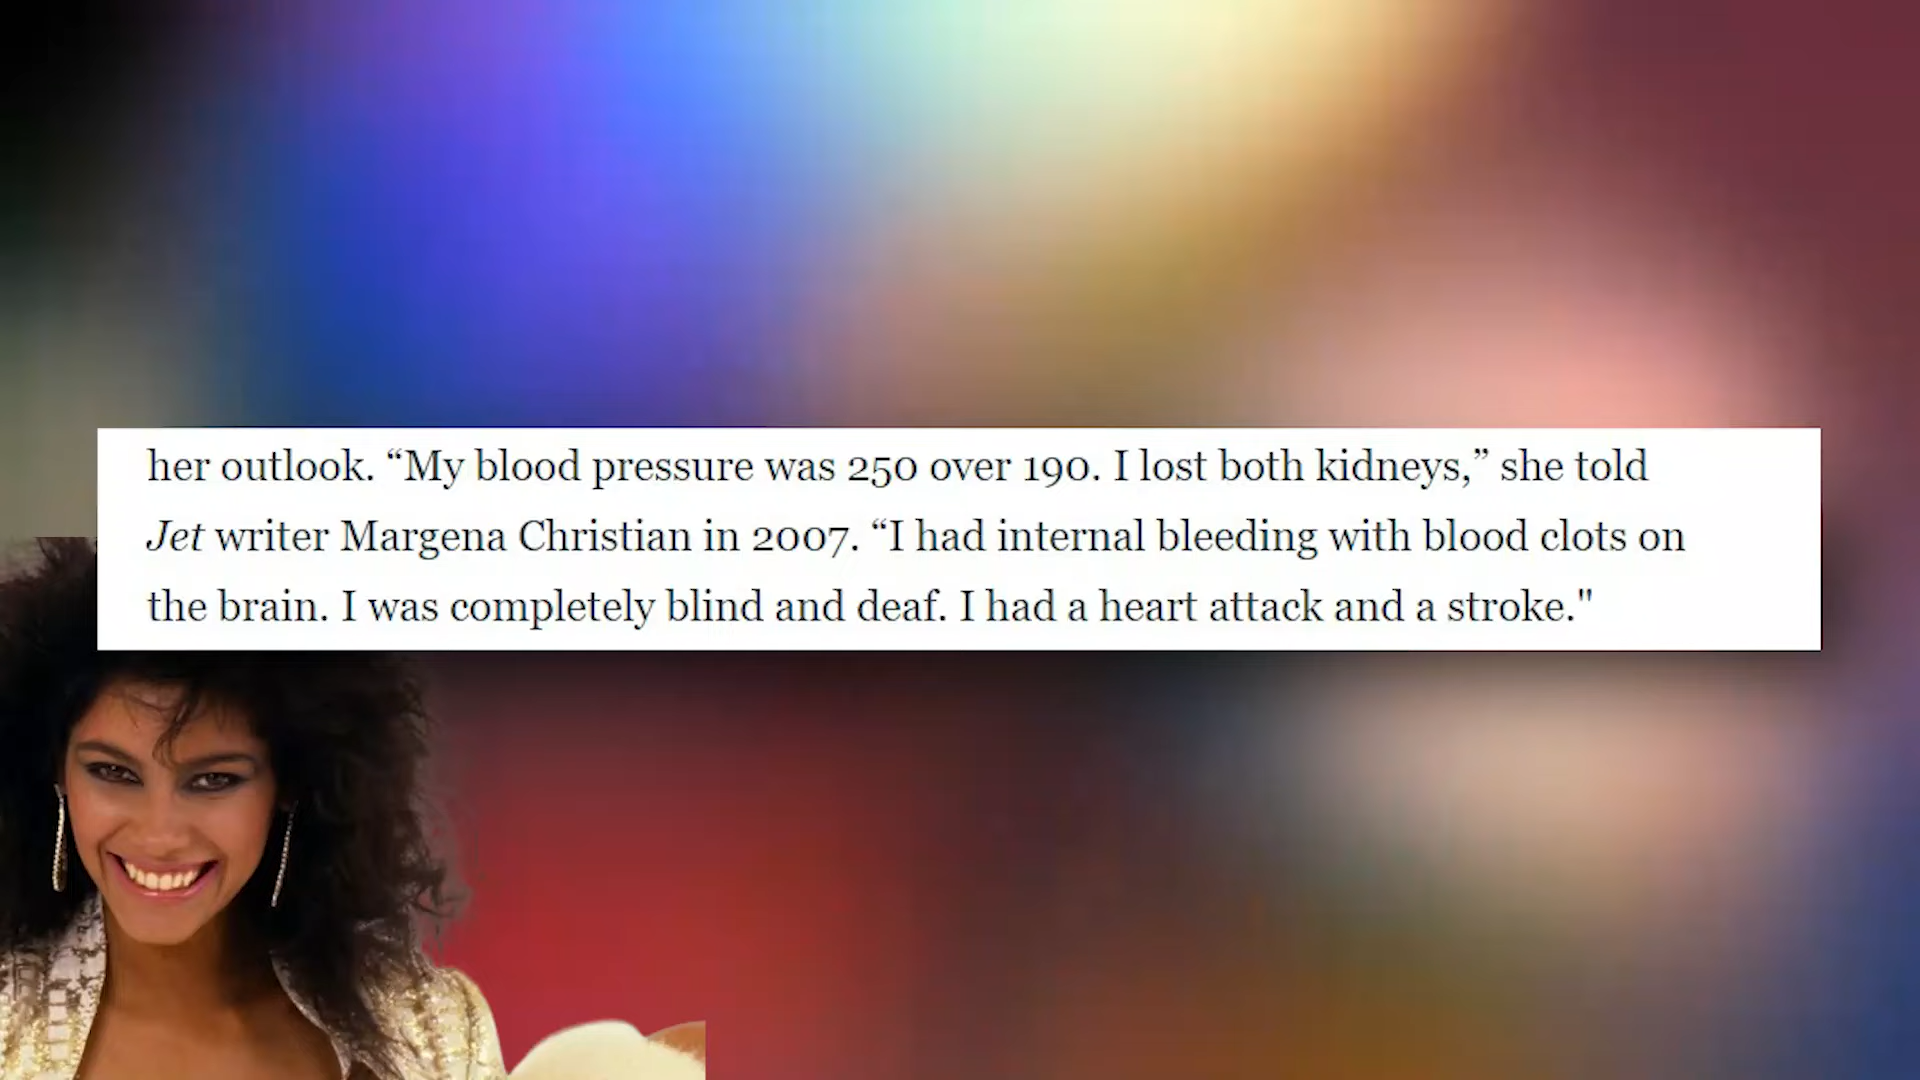 her outlook. “My blood pressure was 250 over 190. I lost both kidneys,” she told
Jet writer Margena Christian in 2007. “I had internal bleeding with blood clots on
the brain. I was completely blind and deaf. I had a heart attack and a stroke."